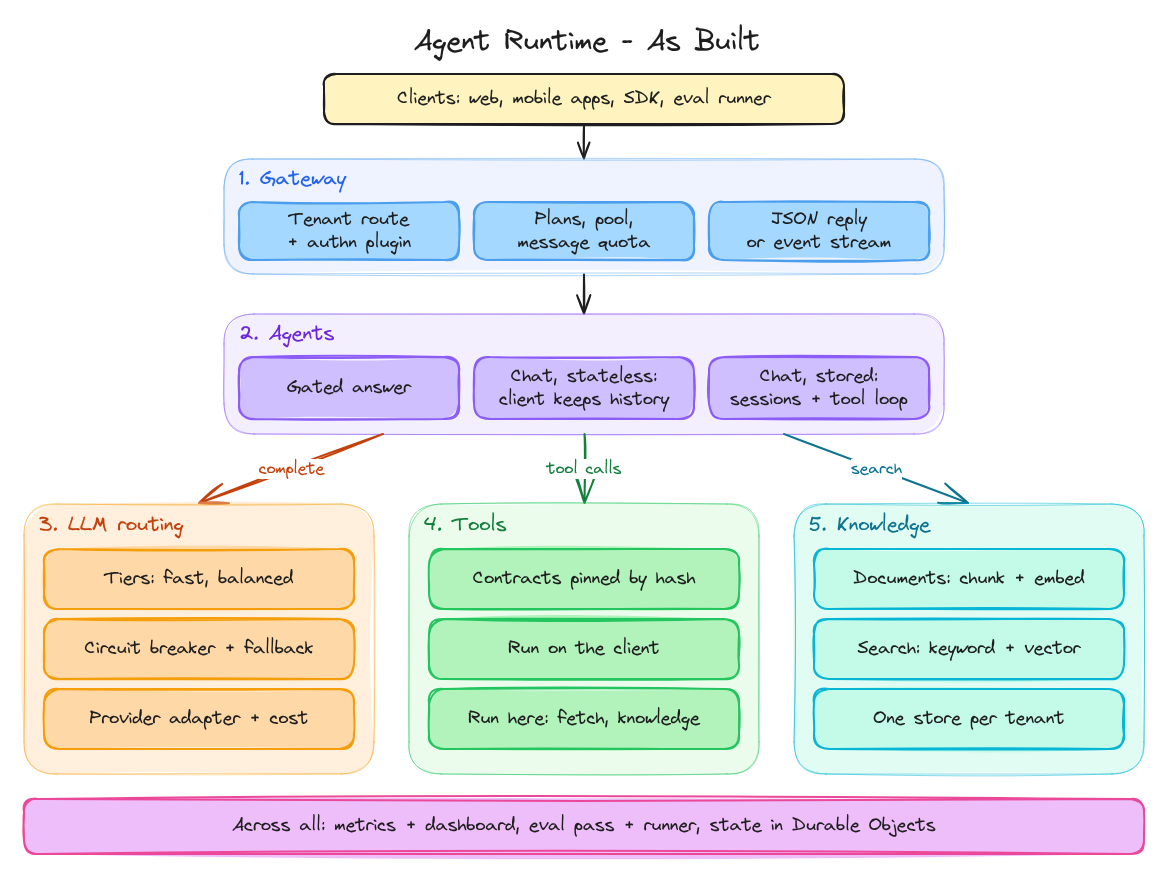 Agent Runtime - As Built
Clients: web, mobile apps, SDK, eval runner
1. Gateway
Tenant route
+ authn plugin
Plans, pool,
message quota
JSON reply
or event stream
2. Agents
Gated answer
Chat, stateless:
client keeps history
Chat, stored:
sessions + tool loop
complete
tool calls
search
3. LLM routing
Tiers: fast, balanced
Circuit breaker + fallback
Provider adapter + cost
4. Tools
Contracts pinned by hash
Run on the client
Run here: fetch, knowledge
5. Knowledge
Documents: chunk + embed
Search: keyword + vector
One store per tenant
Across all: metrics + dashboard, eval pass + runner, state in Durable Objects